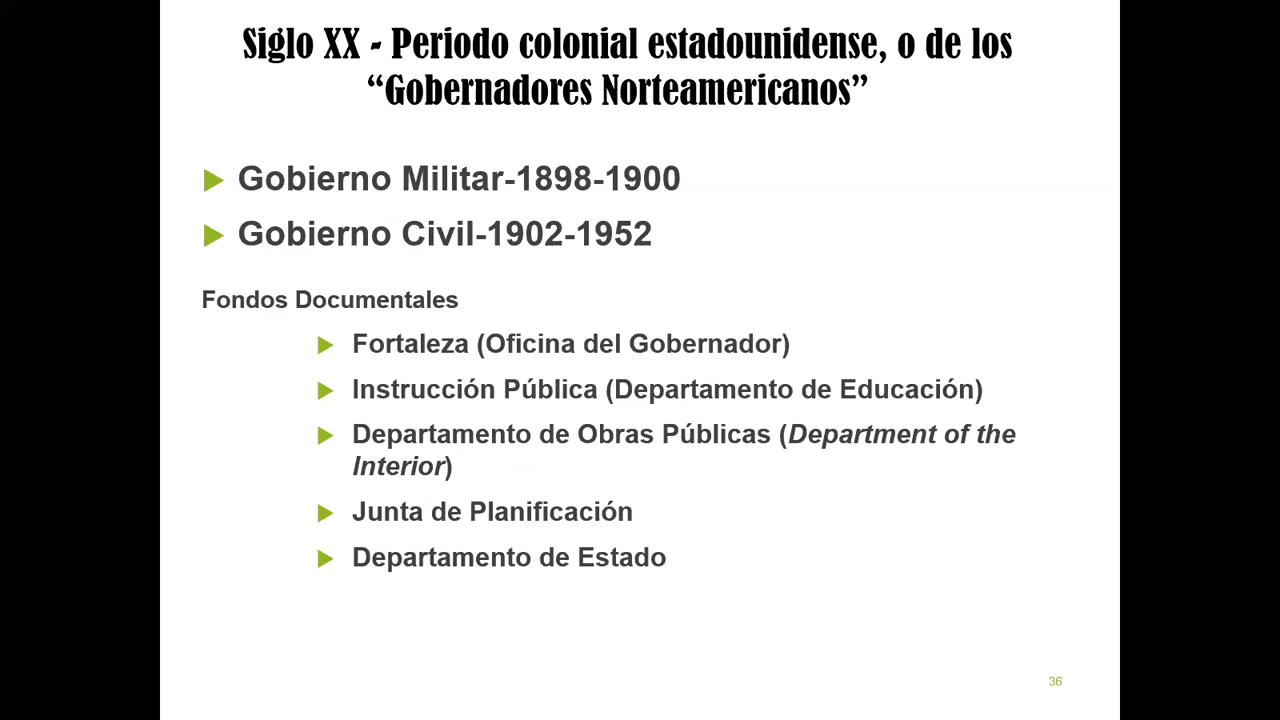 Siglo XX - Periodo colonial estadounidense, o de los
“Gobernadores Norteamericanos”
Gobierno Militar-1898-1900
Gobierno Civil-1902-1952
Fondos Documentales
Fortaleza (Oficina del Gobernador)
Instrucción Pública (Departamento de Educación)
Departamento de Obras Públicas (Department of the
Interior)
Junta de Planificación
Departamento de Estado
36